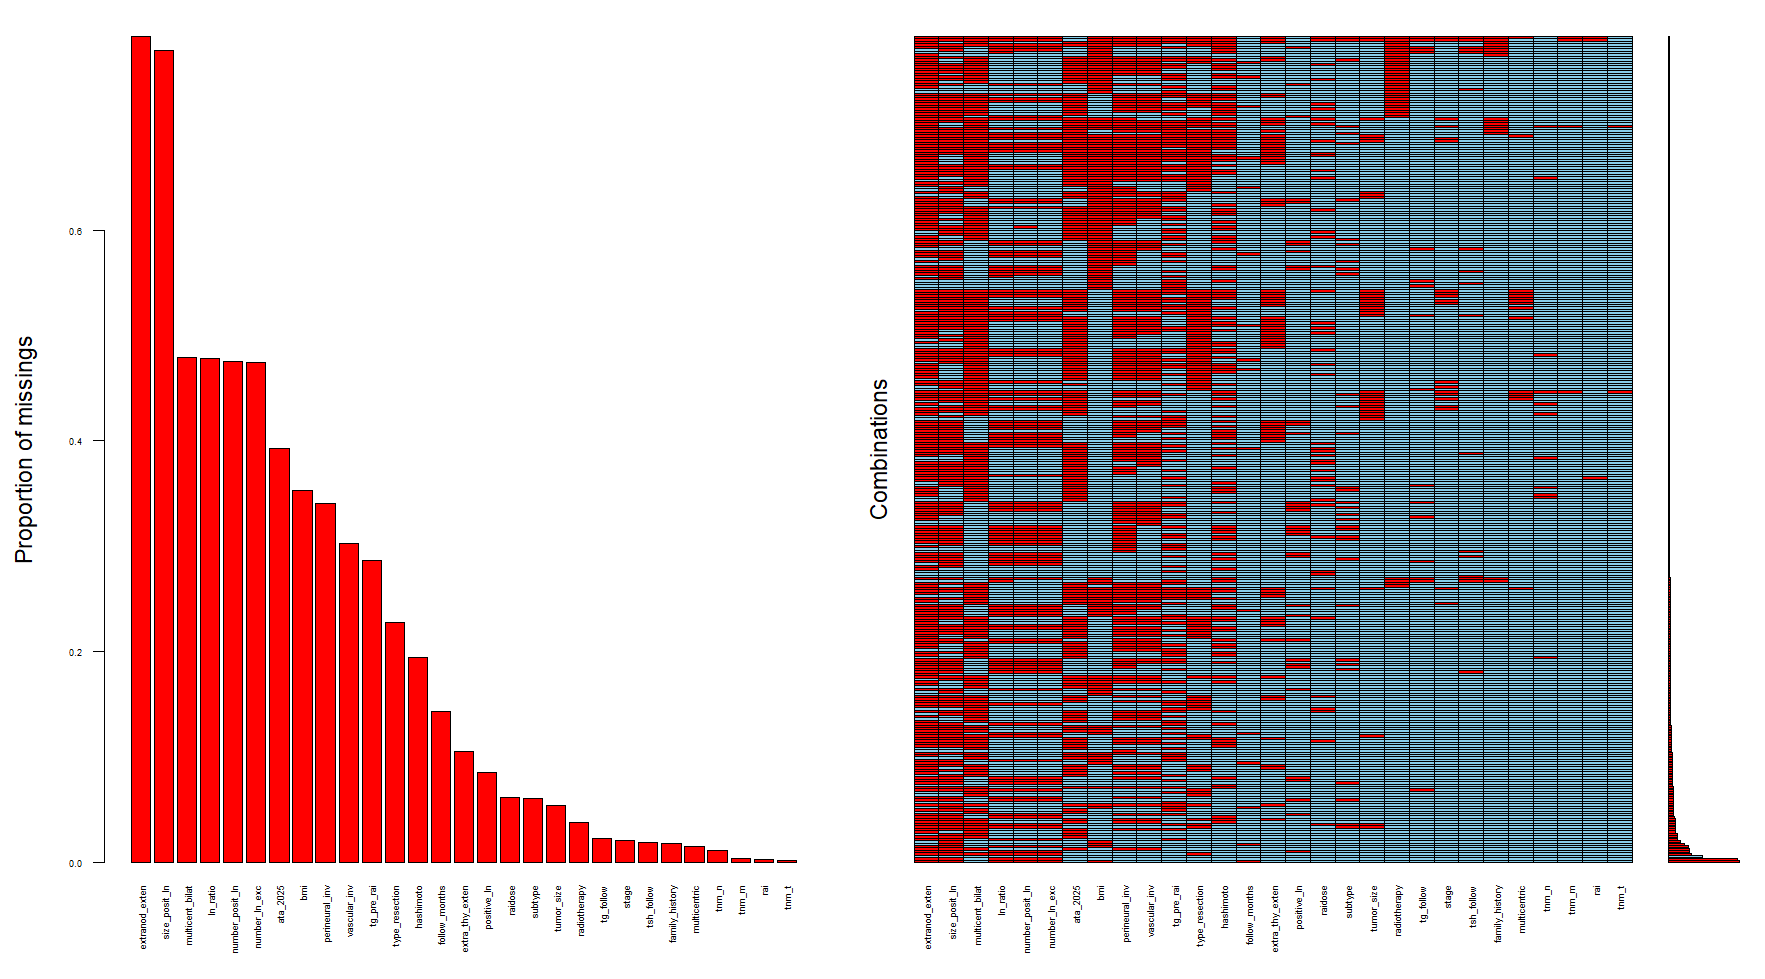 Proportion of missings
0.6
0.4
0.2
0.0
extranod_exten
size_posit_ln
multicent_bilat
ln_ratio
number_posit_ln
number_ln_exc
ata_2025
bmi
perineural_inv
vascular_inv
tg_pre_rai
type_resection
hashimoto
follow_months
extra_thy_exten
positive_ln
raidose
subtype
tumor_size
radiotherapy
tg_follow
stage
tsh_follow
family_history
multicentric
tnm_n
tnm_m
rai
tnm_t
Combinations
extranod_exten
size_posit_ln
multicent_bilat
ln_ratio
number_posit_ln
number_ln_exc
ata_2025
bmi
perineural_inv
vascular_inv
tg_pre_rai
type_resection
hashimoto
follow_months
extra_thy_exten
positive_ln
raidose
subtype
tumor_size
radiotherapy
tg_follow
stage
tsh_follow
family_history
multicentric
tnm_n
tnm_m
rai
tnm_t